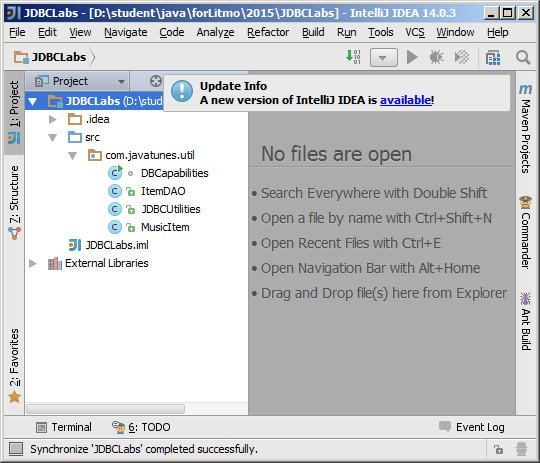 JDBCLabs - [D:\student\java\forLitmo\2015\JDBCLabs] - IntelliJ IDEA 14.0.3
File Edit View Navigate Code Analyze Refactor Build Run Tools VCS Window Help
JDBCLabs
Project
Update Info
A new version of IntelliJ IDEA is available!
JDBCLabs (D:\stud
.idea
src
com.javatunes.util
DBCapabilities
ItemDAO
JDBCUtilities
MusicItem
JDBCLabs.iml
External Libraries
1: Project
7: Structure
2: Favorites
No files are open
• Search Everywhere with Double Shift
• Open a file by name with Ctrl+Shift+N
• Open Recent Files with Ctrl+E
• Open Navigation Bar with Alt+Home
• Drag and Drop file(s) here from Explorer
Maven Projects
Commander
Ant Build
Terminal 6: TODO Event Log
Synchronize 'JDBCLabs' completed successfully.